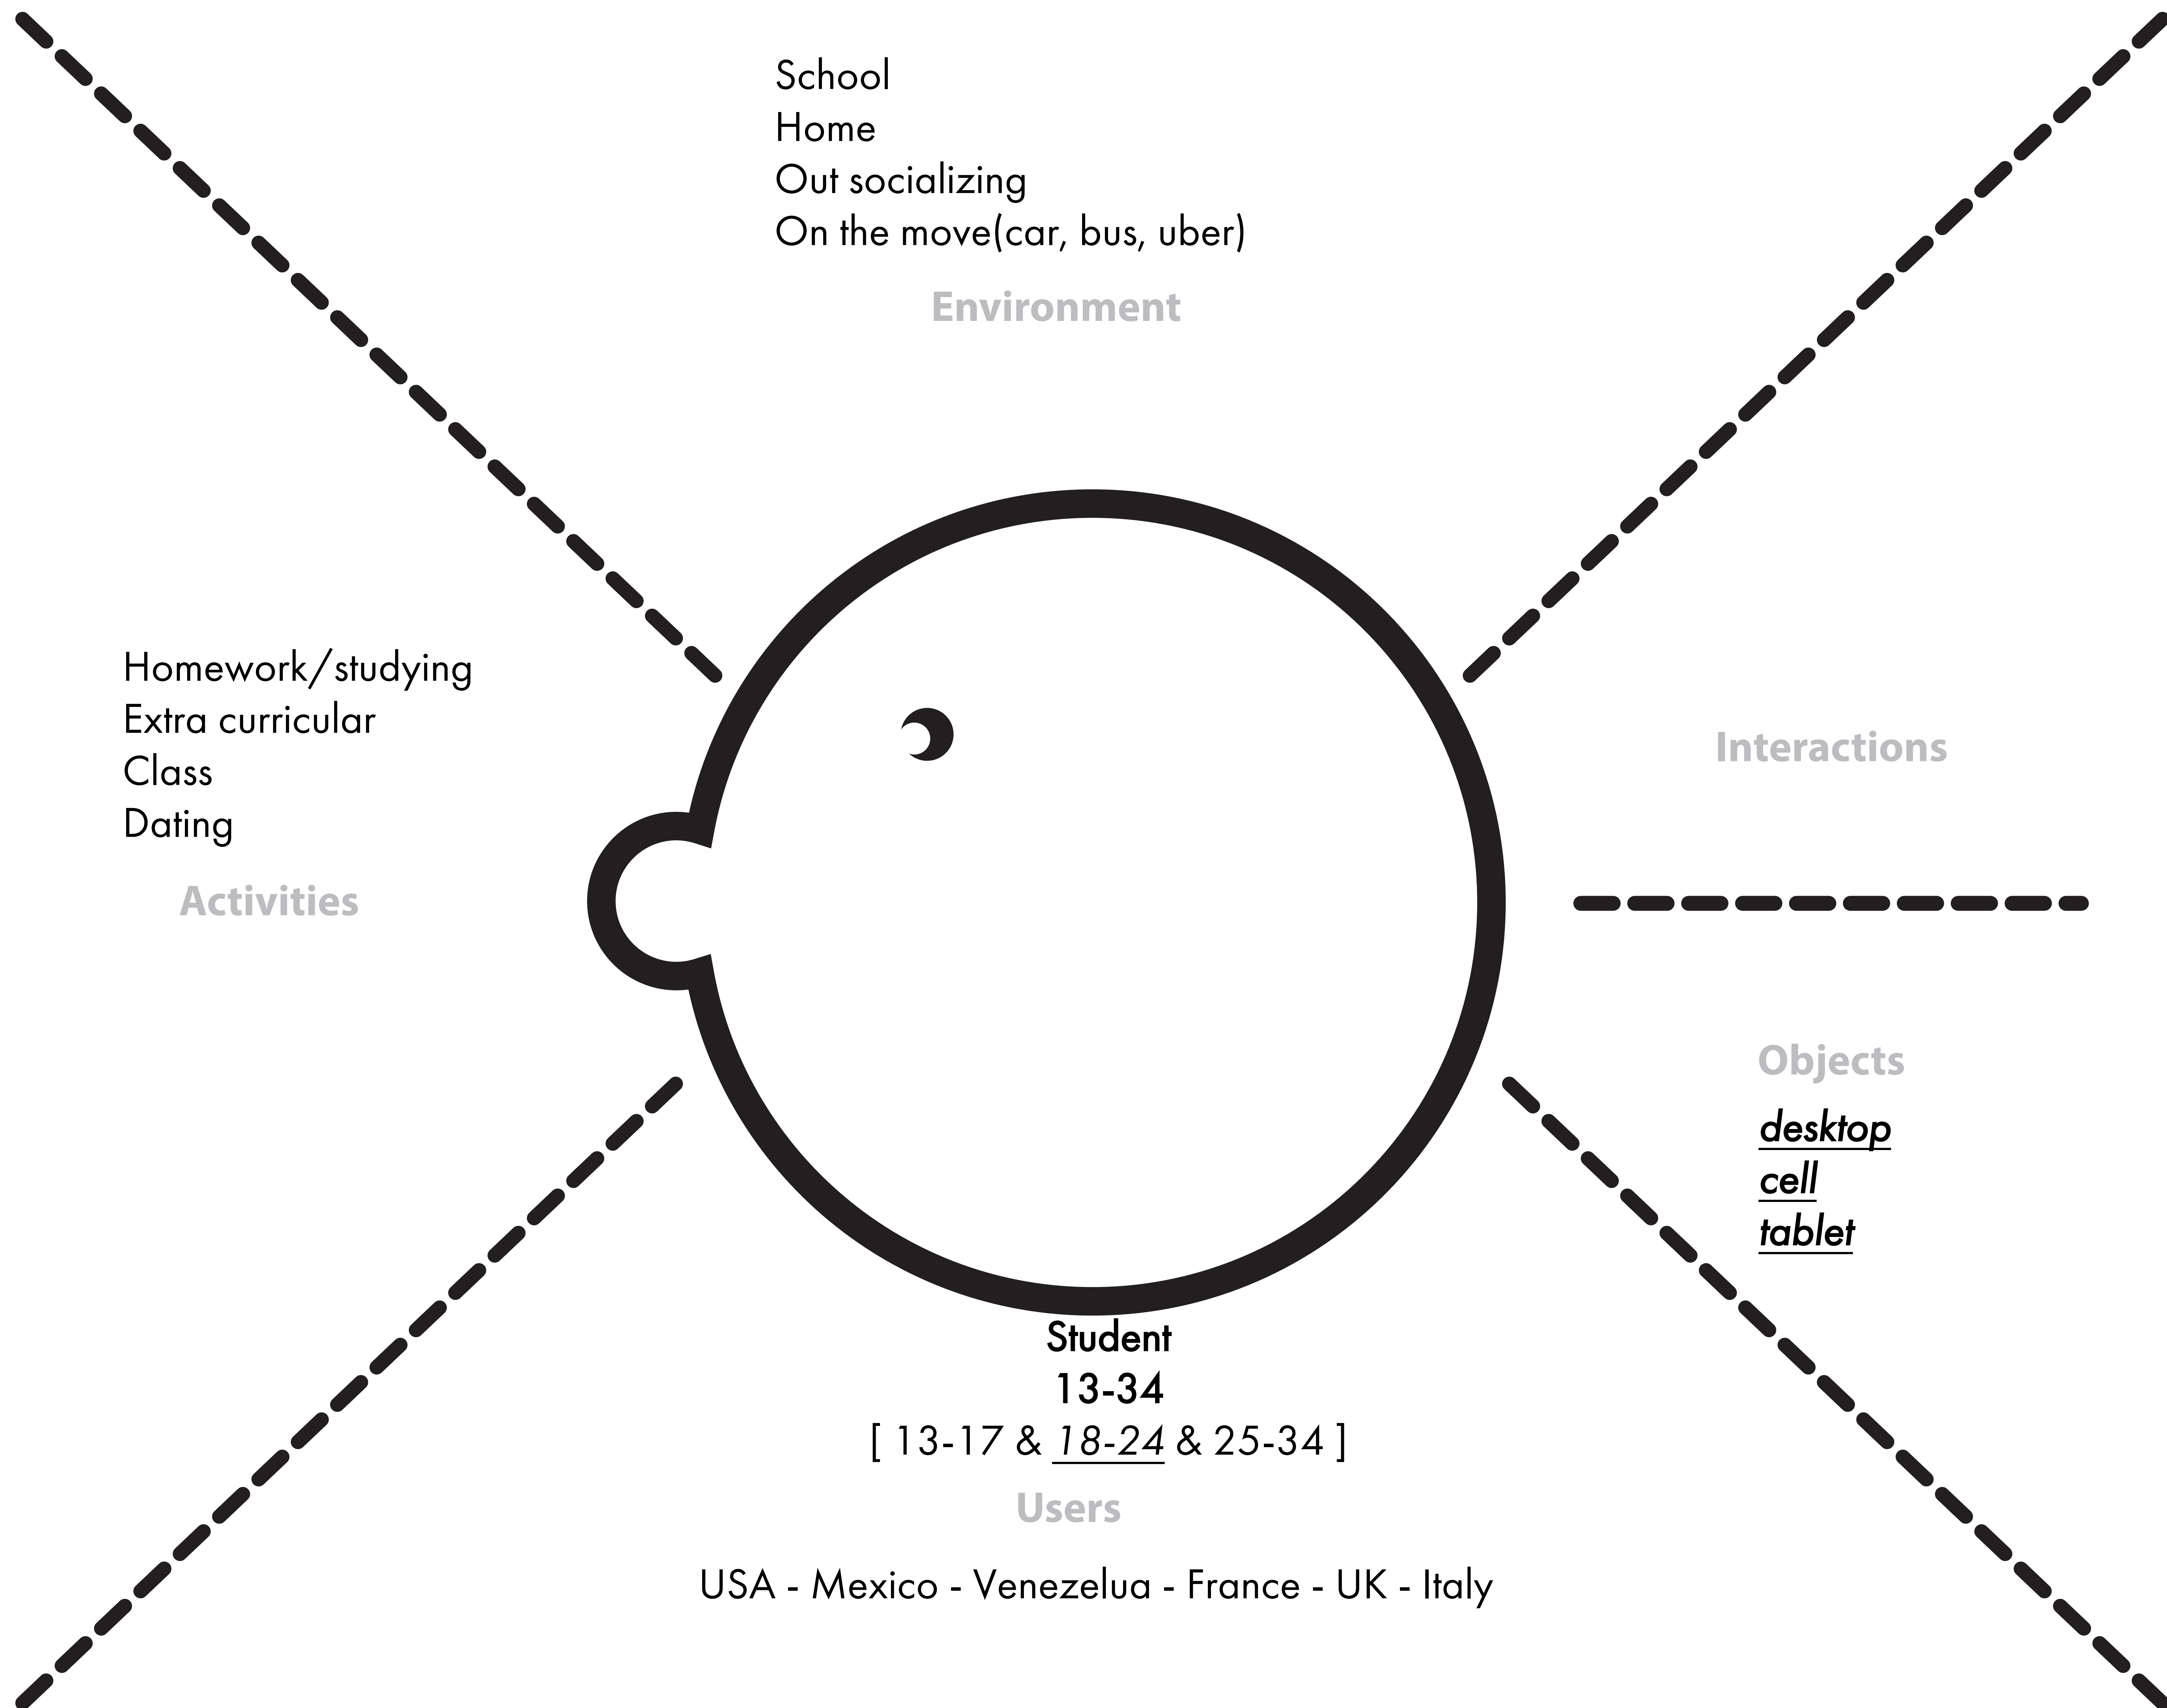 School
Home
Out socializing
On the move(car, bus, uber)
Environment
Homework/studying
Extra curricular
Class
Dating
Activities
Interactions
Objects
desktop
cell
tablet
Student
13-34
[ 13-17 & 18-24 & 25-34 ]
Users
USA - Mexico - Venezelua - France - UK - Italy